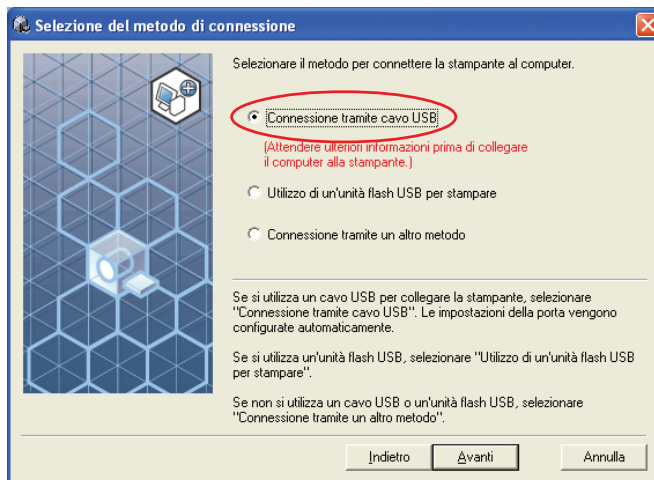 Selezione del metodo di connessione
Selezionare il metodo per connettere la stampante al computer.
Connessione tramite cavo USB
(Attendere ulteriori informazioni prima di collegare
il computer alla stampante.)
Utilizzo di un'unità flash USB per stampare
Connessione tramite un altro metodo
Se si utilizza un cavo USB per collegare la stampante, selezionare
"Connessione tramite cavo USB". Le impostazioni della porta vengono
configurate automaticamente.
Se si utilizza un'unità flash USB, selezionare "Utilizzo di un'unità flash USB
per stampare".
Se non si utilizza un cavo USB o un'unità flash USB, selezionare
"Connessione tramite un altro metodo".
Indietro
Avanti
Annulla